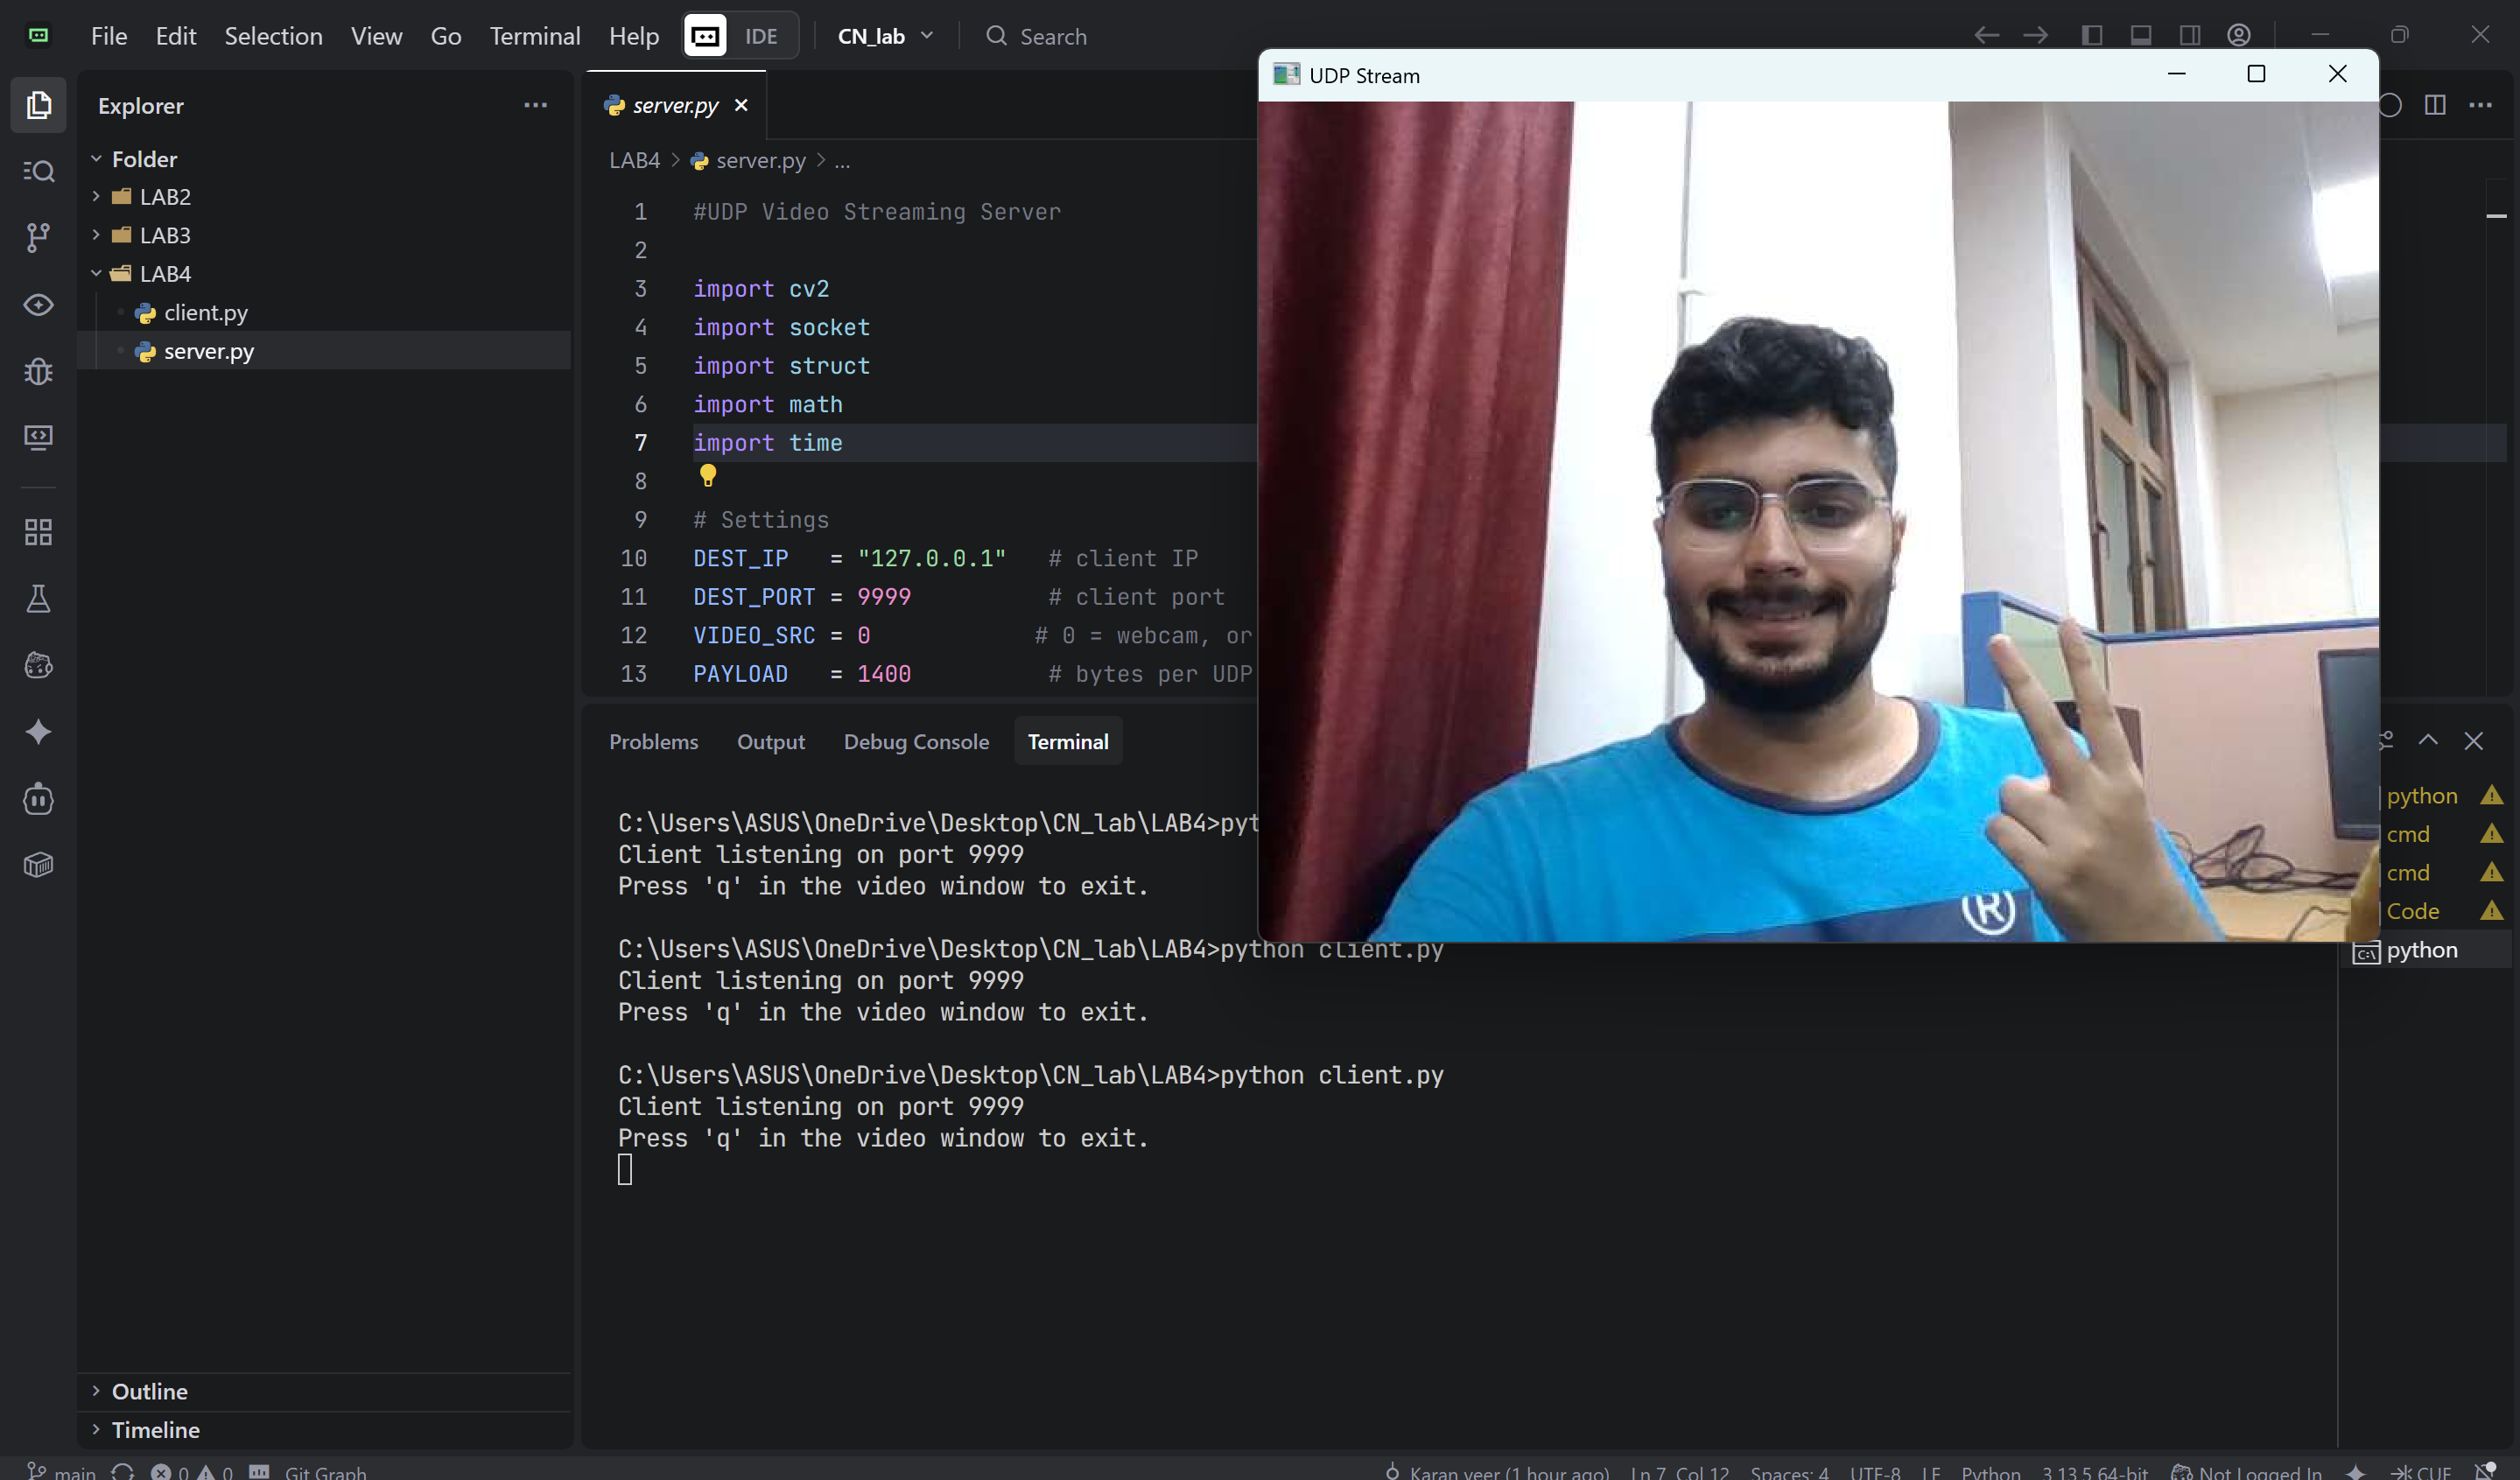 File Edit Selection View Go Terminal Help IDE CN_lab Search
UDP Stream
Explorer
Folder
LAB2
LAB3
LAB4
client.py
server.py
Outline
Timeline
server.py
LAB4 > server.py > ...
1 #UDP Video Streaming Server
2
3 import cv2
4 import socket
5 import struct
6 import math
7 import time
8
9 # Settings
10 DEST_IP = "127.0.0.1" # client IP
11 DEST_PORT = 9999 # client port
12 VIDEO_SRC = 0 # 0 = webcam, or
13 PAYLOAD = 1400 # bytes per UDP
®
Problems Output Debug Console Terminal
C:\Users\ASUS\OneDrive\Desktop\CN_lab\LAB4>pyt
Client listening on port 9999
Press 'q' in the video window to exit.
C:\Users\ASUS\OneDrive\Desktop\CN_lab\LAB4>python client.py
Client listening on port 9999
Press 'q' in the video window to exit.
C:\Users\ASUS\OneDrive\Desktop\CN_lab\LAB4>python client.py
Client listening on port 9999
Press 'q' in the video window to exit.
python
cmd
cmd
Code
python
main 0 0 Git Graph Karan veer (1 hour ago) Ln 7, Col 12 Spaces: 4 UTF-8 LF Python 3.13.5 64-bit Not Logged In CUE